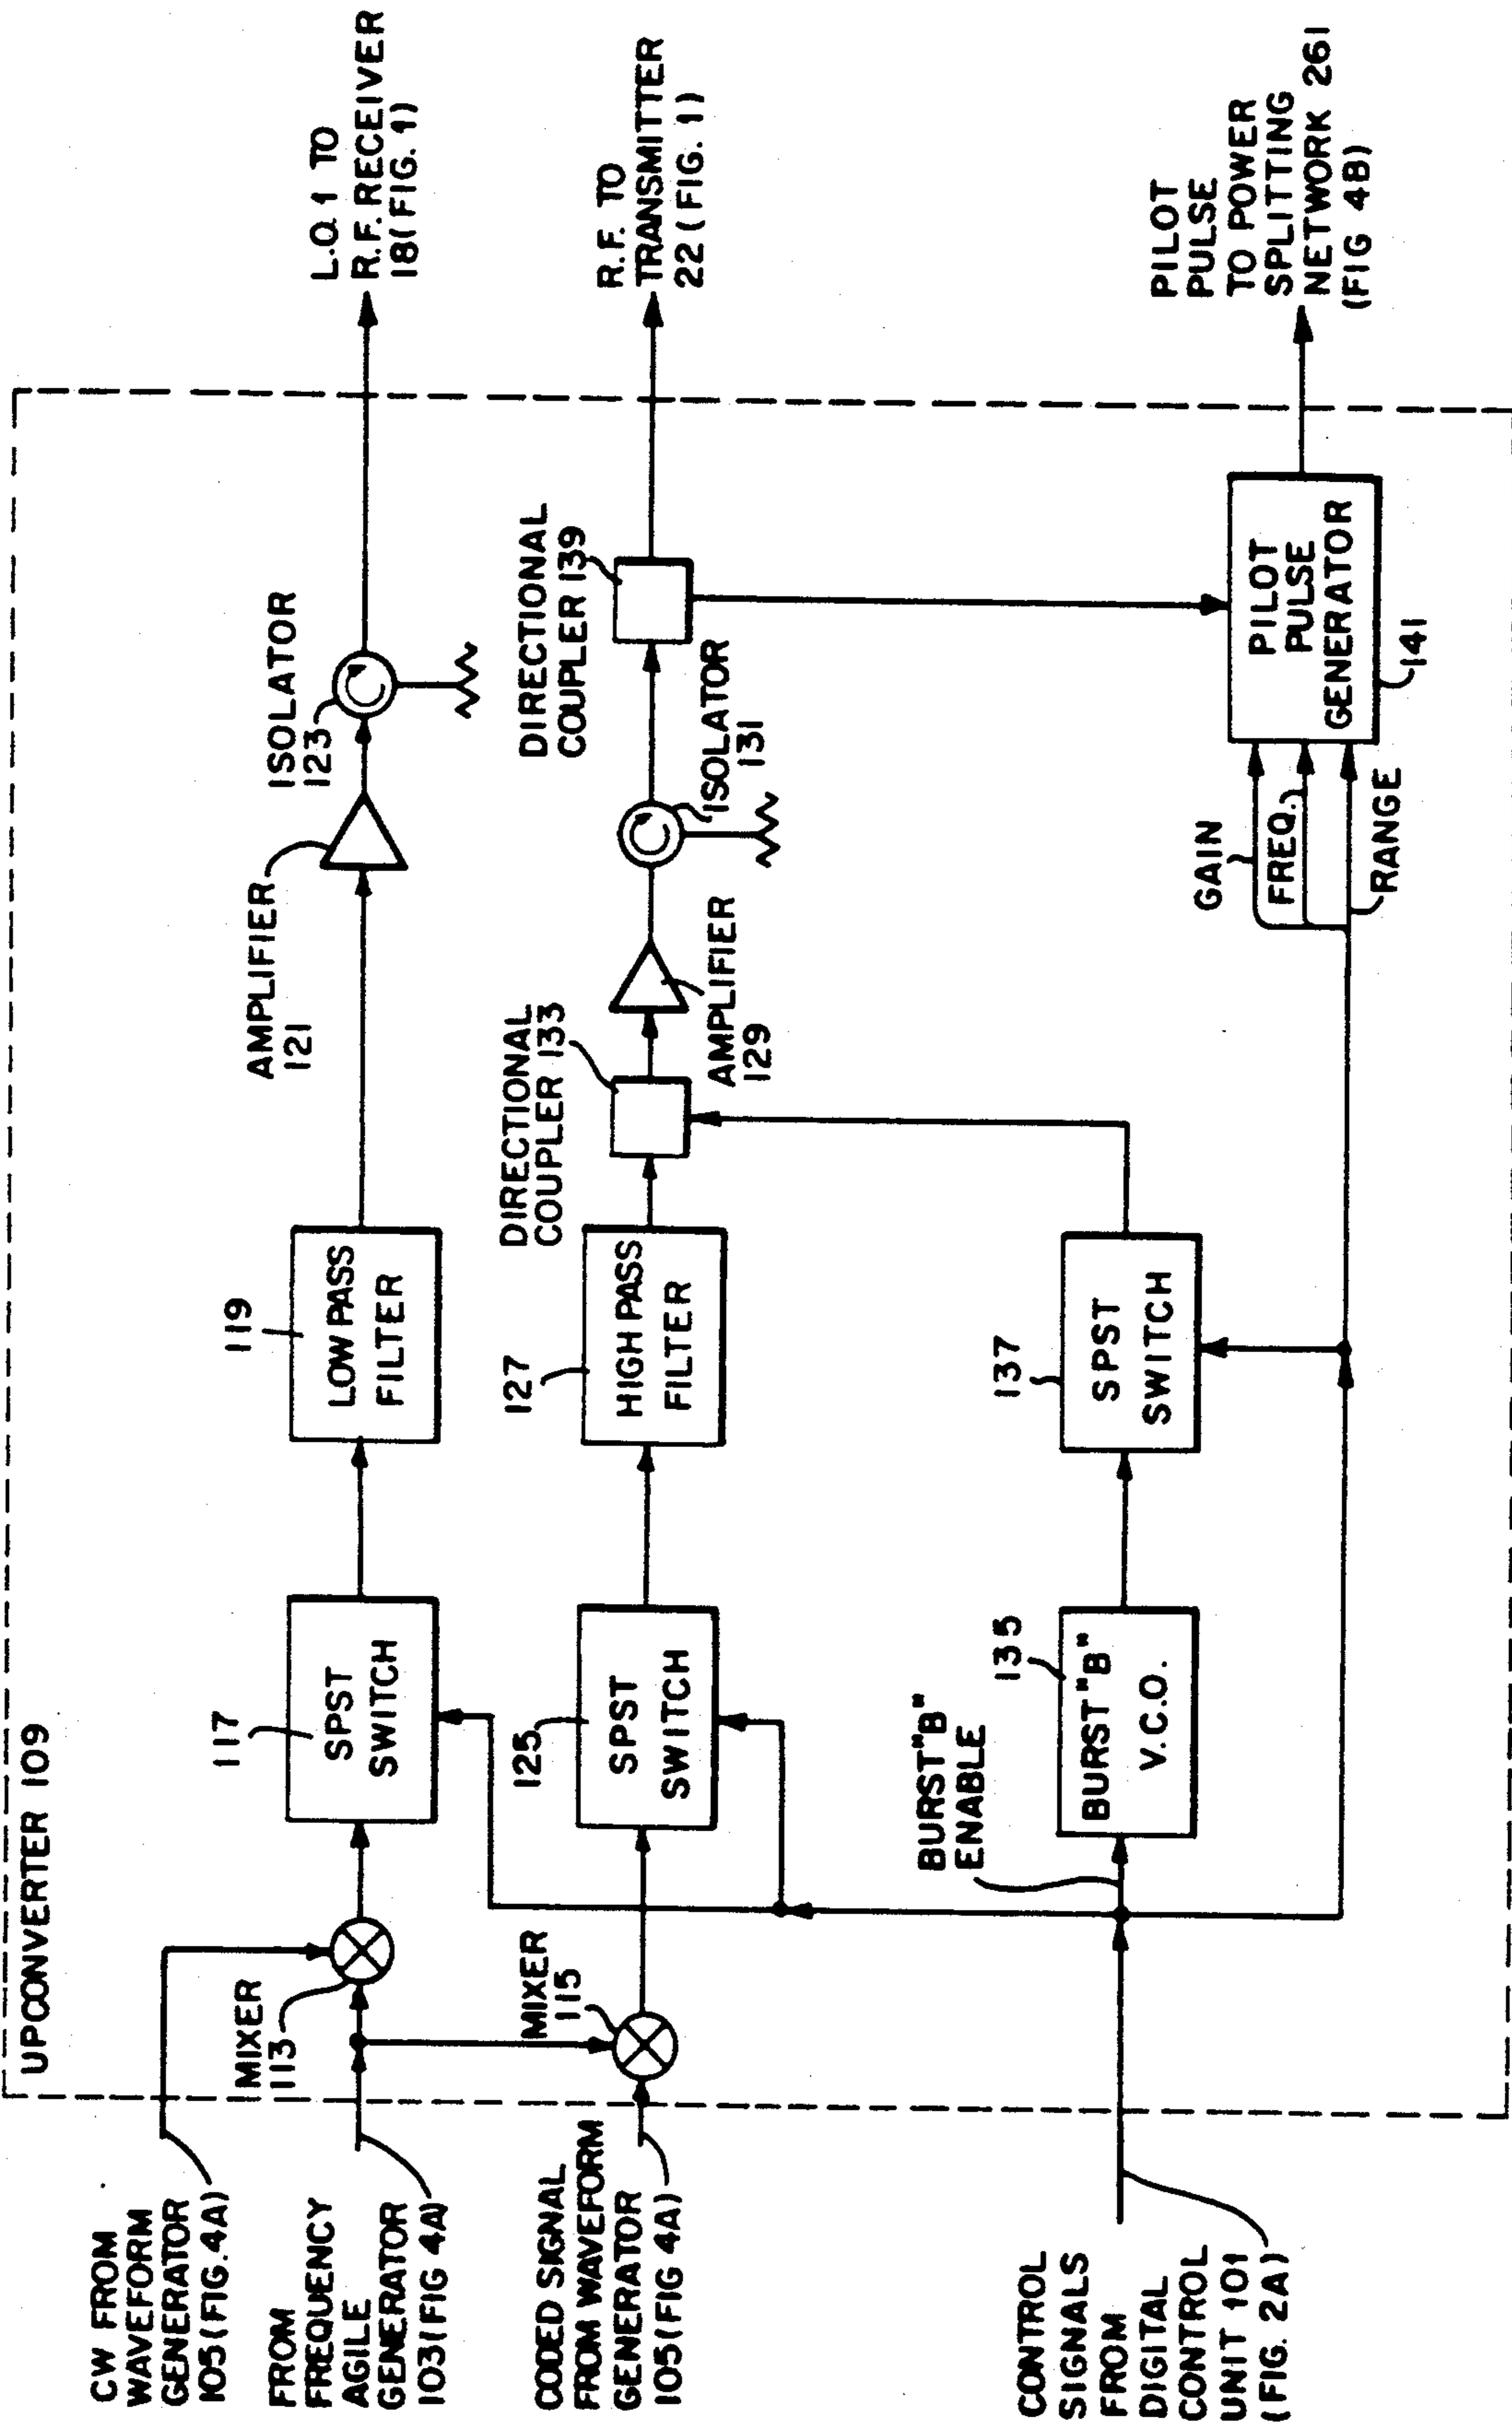 UPCONVERTER 109
CW FROM
WAVEFORM
GENERATOR
105 (FIG. 4A)
FROM
FREQUENCY
AGILE
GENERATOR
103 (FIG 4A)
CODED SIGNAL
FROM WAVEFORM
GENERATOR
105 (FIG 4A)
CONTROL
SIGNALS
FROM
DIGITAL
CONTROL
UNIT 101
(FIG. 2A)
MIXER
113
MIXER
115
117
SPST
SWITCH
119
LOW PASS
FILTER
AMPLIFIER
121
ISOLATOR
123
L.O. 1 TO
R.F. RECEIVER
18 (FIG. 1)
125
SPST
SWITCH
127
HIGH PASS
FILTER
DIRECTIONAL
COUPLER 133
AMPLIFIER
129
ISOLATOR
131
DIRECTIONAL
COUPLER 139
R.F. TO
TRANSMITTER
22 (FIG. 1)
BURST "B"
ENABLE
135
BURST "B"
V.C.O.
137
SPST
SWITCH
GAIN
FREQ.
RANGE
PILOT
PULSE
GENERATOR
141
PILOT
PULSE
TO POWER
SPLITTING
NETWORK 261
(FIG 4B)